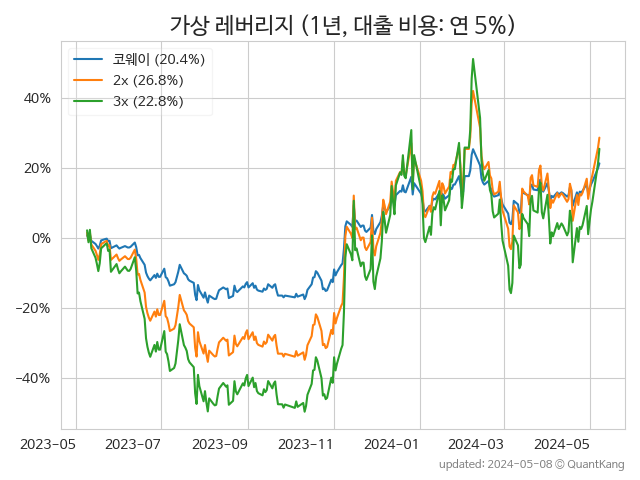 가상 레버리지 (1년, 대출 비용: 연 5%)
코웨이 (20.4%)
2x (26.8%)
3x (22.8%)
40%
20%
0%
−20%
−40%
2023-05 2023-07 2023-09 2023-11 2024-01 2024-03 2024-05
updated: 2024-05-08 © QuantKang